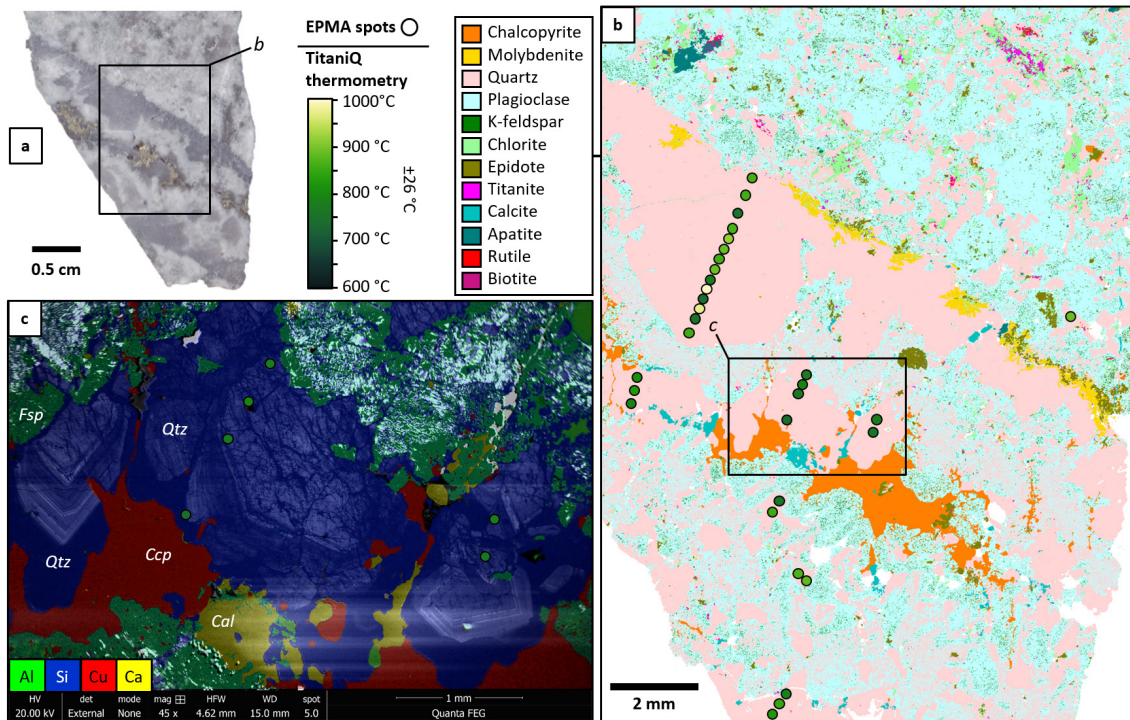 a
b
0.5 cm
EPMA spots
TitaniQ
thermometry
1000°C
900 °C
800 °C
700 °C
600 °C
±26 °C
Chalcopyrite
Molybdenite
Quartz
Plagioclase
K-feldspar
Chlorite
Epidote
Titanite
Calcite
Apatite
Rutile
Biotite
b
c
2 mm
c
Fsp
Qtz
Qtz
Ccp
Cal
Al Si Cu Ca
HV det mode mag HFW WD spot
20.00 kV External None 45 x 4.62 mm 15.0 mm 5.0
1 mm
Quanta FEG